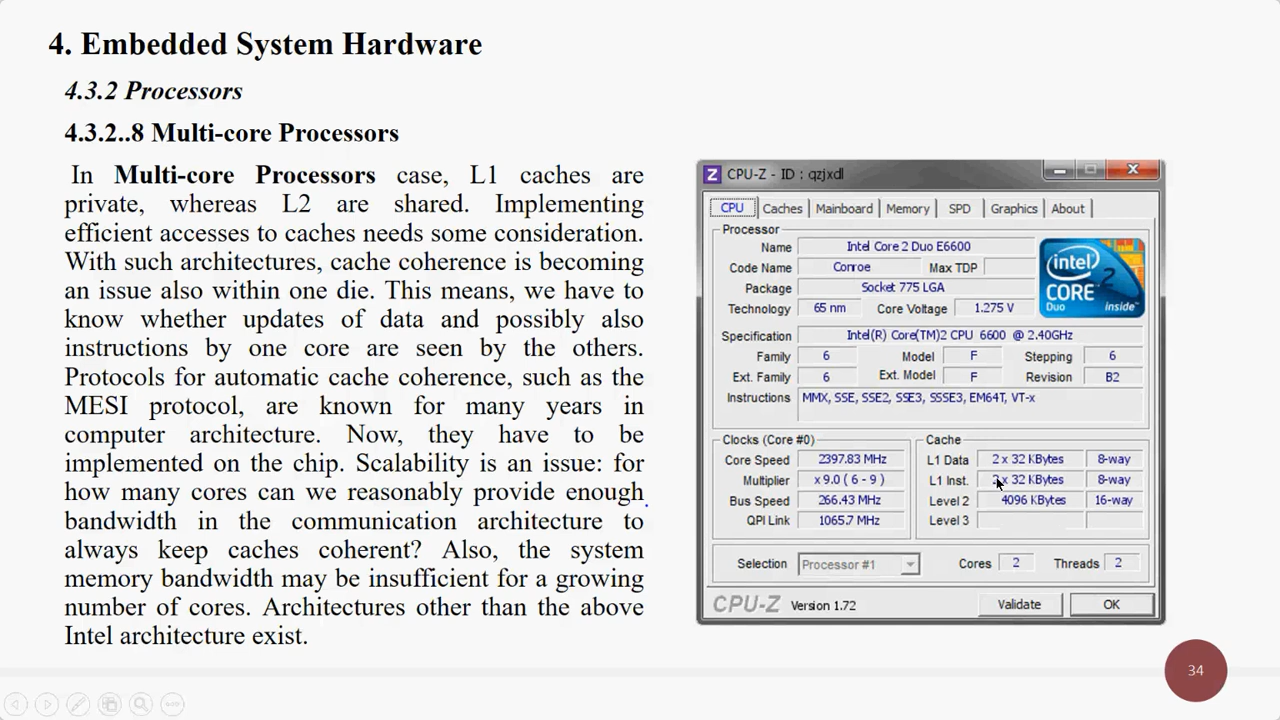 4. Embedded System Hardware
4.3.2 Processors
4.3.2..8 Multi-core Processors
In Multi-core Processors case, L1 caches are
private, whereas L2 are shared. Implementing
efficient accesses to caches needs some consideration.
With such architectures, cache coherence is becoming
an issue also within one die. This means, we have to
know whether updates of data and possibly also
instructions by one core are seen by the others.
Protocols for automatic cache coherence, such as the
MESI protocol, are known for many years in
computer architecture. Now, they have to be
implemented on the chip. Scalability is an issue: for
how many cores can we reasonably provide enough
bandwidth in the communication architecture to
always keep caches coherent? Also, the system
memory bandwidth may be insufficient for a growing
number of cores. Architectures other than the above
Intel architecture exist.
Z CPU-Z - ID : qzjxdl
CPU Caches Mainboard Memory SPD Graphics About
Processor
Name Intel Core 2 Duo E6600
Code Name Conroe Max TDP
Package Socket 775 LGA
Technology 65 nm Core Voltage 1.275 V
intel
CORE 2
Duo inside™
Specification Intel(R) Core(TM)2 CPU 6600 @ 2.40GHz
Family 6 Model F Stepping 6
Ext. Family 6 Ext. Model F Revision B2
Instructions MMX, SSE, SSE2, SSE3, SSSE3, EM64T, VT-x
Clocks (Core #0)
Core Speed 2397.83 MHz
Multiplier x 9.0 ( 6 - 9 )
Bus Speed 266.43 MHz
QPI Link 1065.7 MHz
Cache
L1 Data 2 x 32 KBytes 8-way
L1 Inst. 2 x 32 KBytes 8-way
Level 2 4096 KBytes 16-way
Level 3
Selection Processor #1 Cores 2 Threads 2
CPU-Z Version 1.72 Validate OK
34